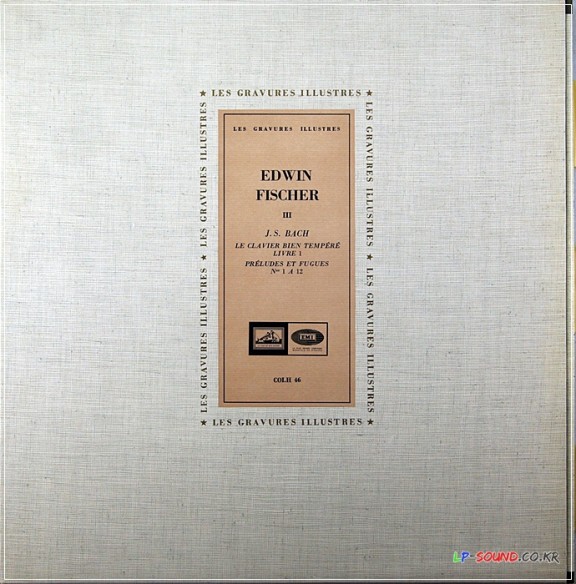 ★ LES GRAVURES ILLUSTRES ★
LES GRAVURES ILLUSTRES ★ LES GRAVURES ILLUSTRES
LES GRAVURES ILLUSTRES ★ LES GRAVURES ILLUSTRES
LES GRAVURES ILLUSTRES
EDWIN
FISCHER
III
J. S. BACH
LE CLAVIER BIEN TEMPÉRÉ
LIVRE 1
PRÉLUDES ET FUGUES
Nos 1 A 12
EMI
COLH 46
★ LES GRAVURES ILLUSTRES ★
LP-SOUND.CO.KR